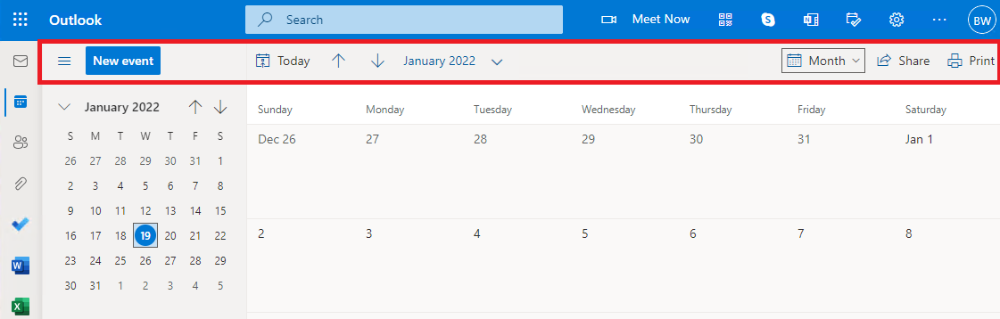 Outlook
Search
Meet Now
BW
New event
Today
January 2022
Month
Share
Print
January 2022
S M T W T F S
26 27 28 29 30 31 1
2 3 4 5 6 7 8
9 10 11 12 13 14 15
16 17 18 19 20 21 22
23 24 25 26 27 28 29
30 31 1 2 3 4 5
Sunday Monday Tuesday Wednesday Thursday Friday Saturday
Dec 26 27 28 29 30 31 Jan 1
2 3 4 5 6 7 8